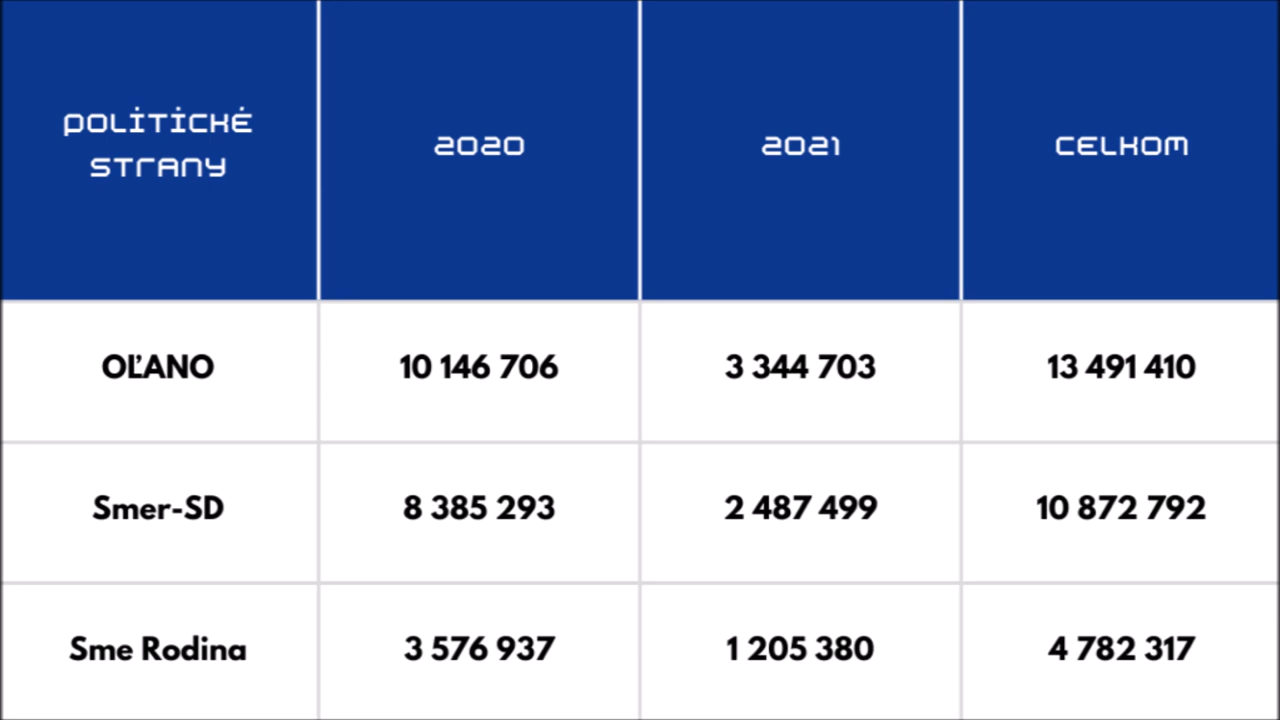 POLITICKÉ
STRANY
2020
2021
CELKOM
OĽANO
10 146 706
3 344 703
13 491 410
Smer-SD
8 385 293
2 487 499
10 872 792
Sme Rodina
3 576 937
1 205 380
4 782 317